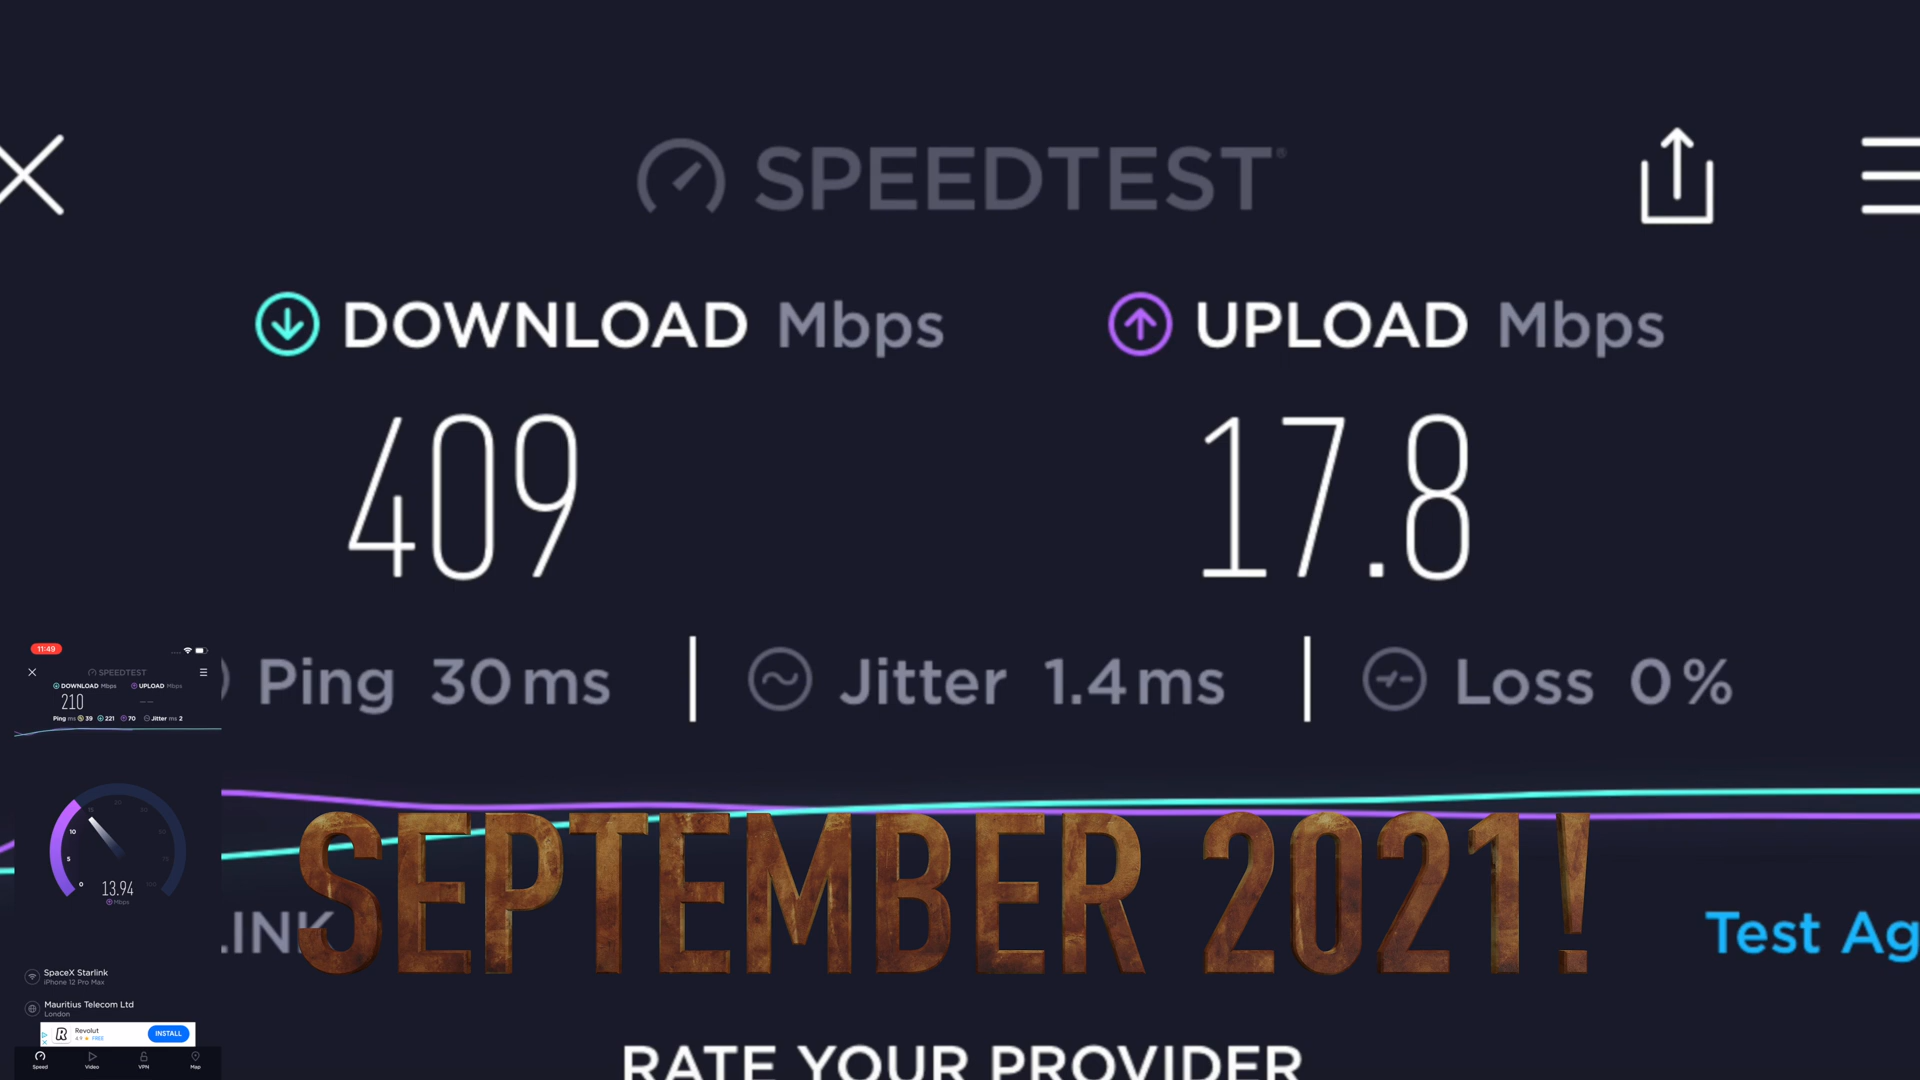 SPEEDTEST
DOWNLOAD Mbps
UPLOAD Mbps
409
17.8
Ping 30 ms
Jitter 1.4 ms
Loss 0 %
SEPTEMBER 2021!
Test Ag
RATE YOUR PROVIDER
11:49
SPEEDTEST
DOWNLOAD Mbps
UPLOAD Mbps
210
Ping ms 39 221 70 Jitter ms 2
10
5
0
13.94
Mbps
SpaceX Starlink
iPhone 12 Pro Max
Mauritius Telecom Ltd
London
Revolut
4.9 ★ FREE
INSTALL
Speed
Video
VPN
Map